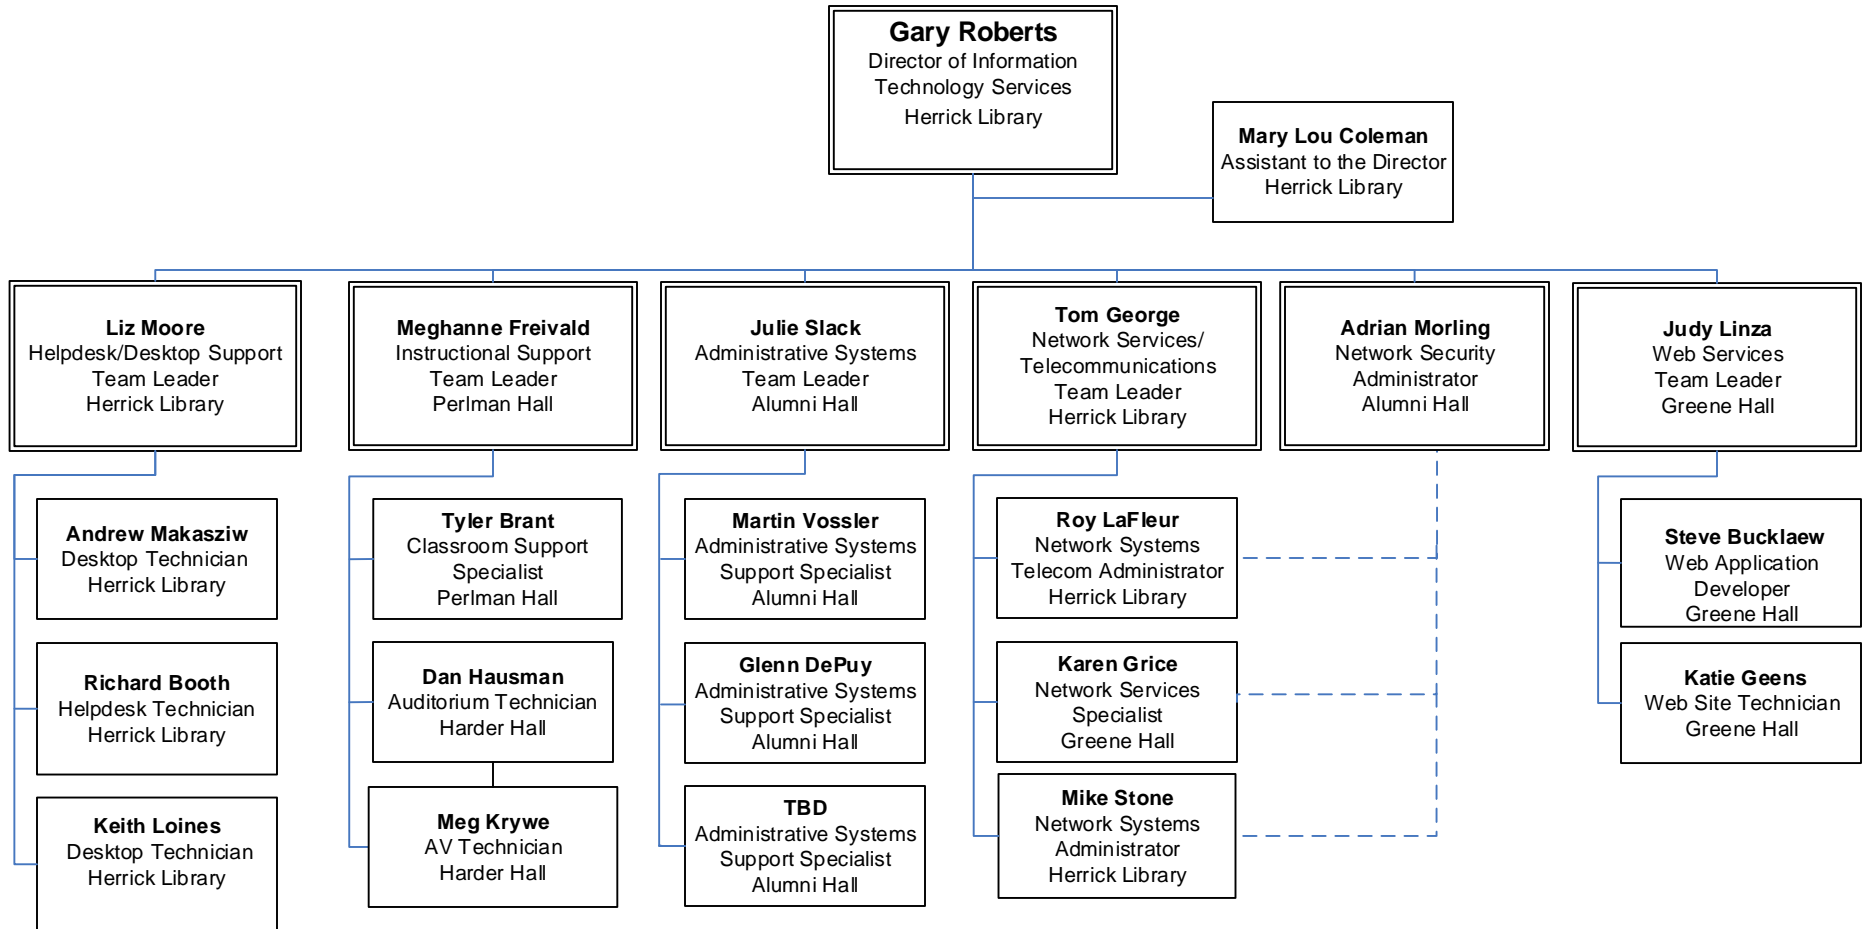 Gary Roberts
Director of Information
Technology Services
Herrick Library
Mary Lou Coleman
Assistant to the Director
Herrick Library
Liz Moore
Helpdesk/Desktop Support
Team Leader
Herrick Library
Meghanne Freivald
Instructional Support
Team Leader
Perlman Hall
Julie Slack
Administrative Systems
Team Leader
Alumni Hall
Tom George
Network Services/
Telecommunications
Team Leader
Herrick Library
Adrian Morling
Network Security
Administrator
Alumni Hall
Judy Linza
Web Services
Team Leader
Greene Hall
Andrew Makasziw
Desktop Technician
Herrick Library
Richard Booth
Helpdesk Technician
Herrick Library
Keith Loines
Desktop Technician
Herrick Library
Tyler Brant
Classroom Support
Specialist
Perlman Hall
Dan Hausman
Auditorium Technician
Harder Hall
Meg Krywe
AV Technician
Harder Hall
Martin Vossler
Administrative Systems
Support Specialist
Alumni Hall
Glenn DePuy
Administrative Systems
Support Specialist
Alumni Hall
TBD
Administrative Systems
Support Specialist
Alumni Hall
Roy LaFleur
Network Systems
Telecom Administrator
Herrick Library
Karen Grice
Network Services
Specialist
Greene Hall
Mike Stone
Network Systems
Administrator
Herrick Library
Steve Bucklaew
Web Application
Developer
Greene Hall
Katie Geens
Web Site Technician
Greene Hall